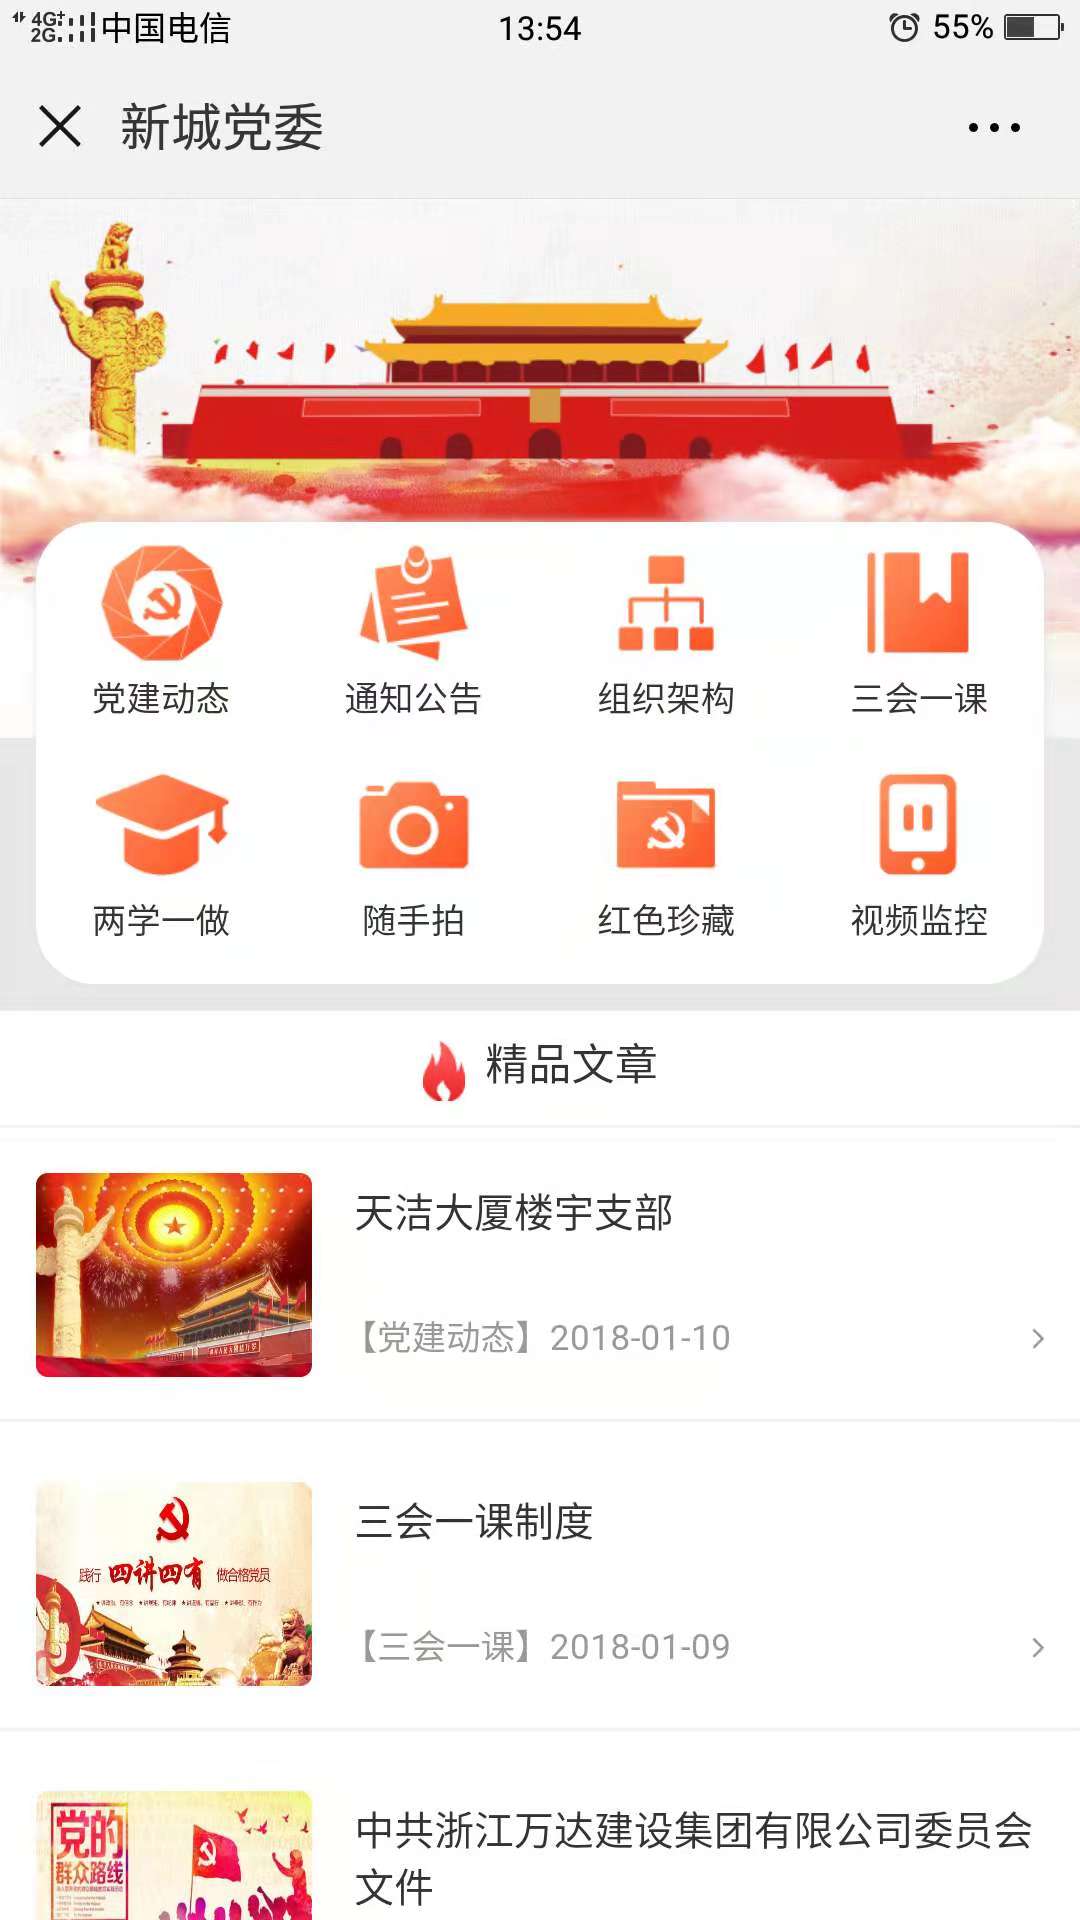 4G+
2G
中国电信
13:54
55%
新城党委
党建动态
通知公告
组织架构
三会一课
两学一做
随手拍
红色珍藏
视频监控
精品文章
天洁大厦楼宇支部
【党建动态】2018-01-10
践行 四讲四有 做合格党员
三会一课制度
【三会一课】2018-01-09
党的
群众路线
中共浙江万达建设集团有限公司委员会
文件